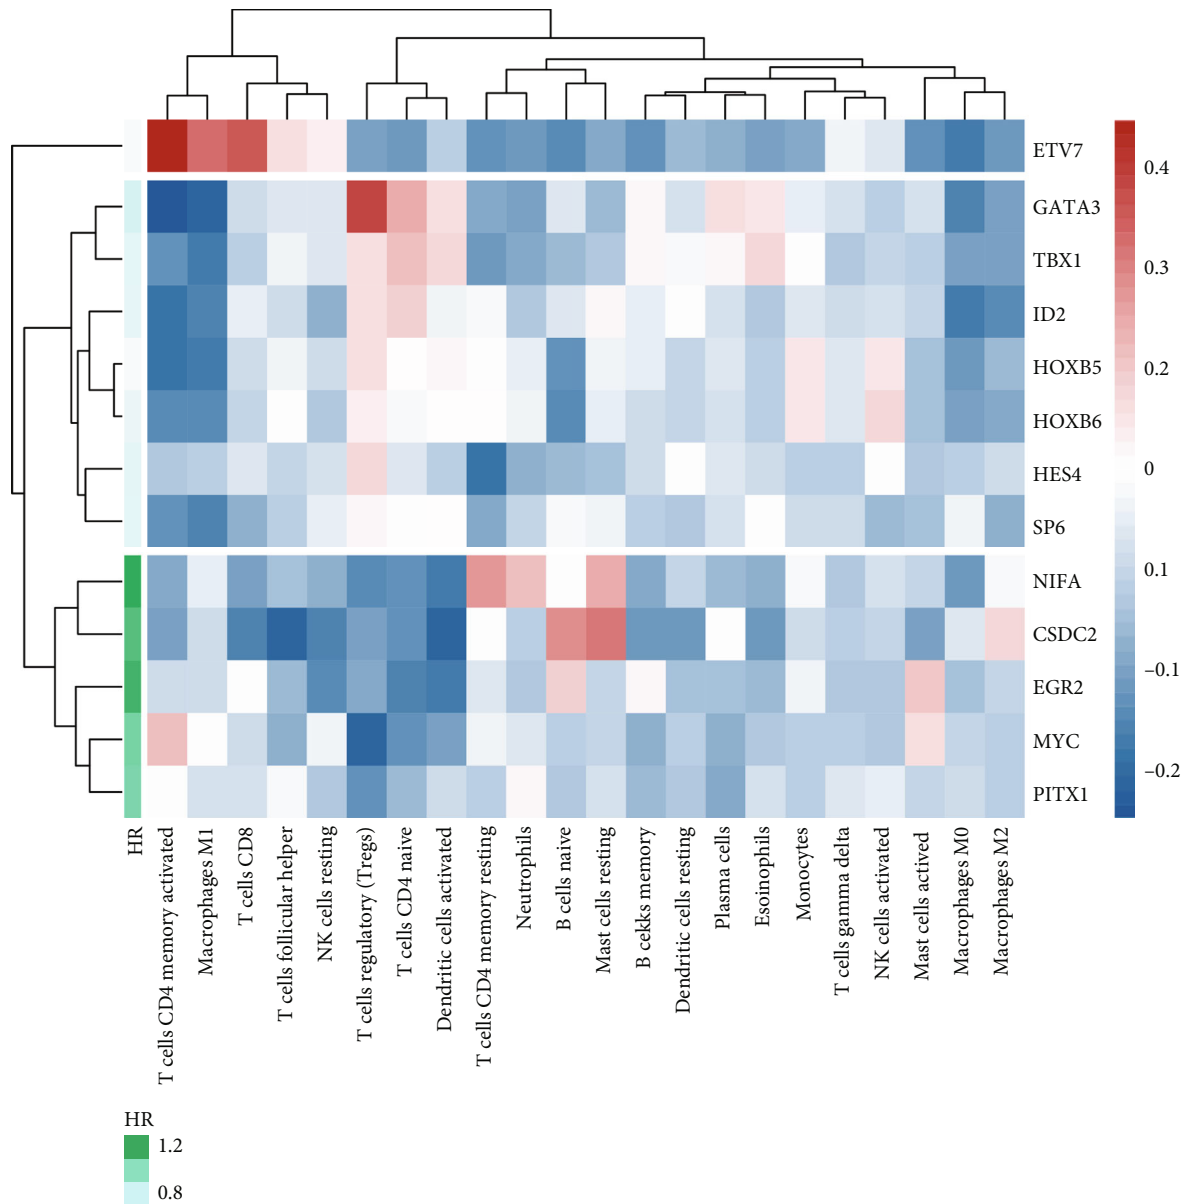 ETV7
GATA3
TBX1
ID2
HOXB5
HOXB6
HES4
SP6
NIFA
CSDC2
EGR2
MYC
PITX1
0.4
0.3
0.2
0
0.1
–0.1
–0.2
HR
T cells CD4 memory activated
Macrophages M1
T cells CD8
T cells follicular helper
NK cells resting
T cells regulatory (Tregs)
T cells CD4 naive
Dendritic cells activated
T cells CD4 memory resting
Neutrophils
B cells naive
Mast cells resting
B cekks memory
Dendritic cells resting
Plasma cells
Esoinophils
Monocytes
T cells gamma delta
NK cells activated
Mast cells actived
Macrophages M0
Macrophages M2
HR
1.2
0.8